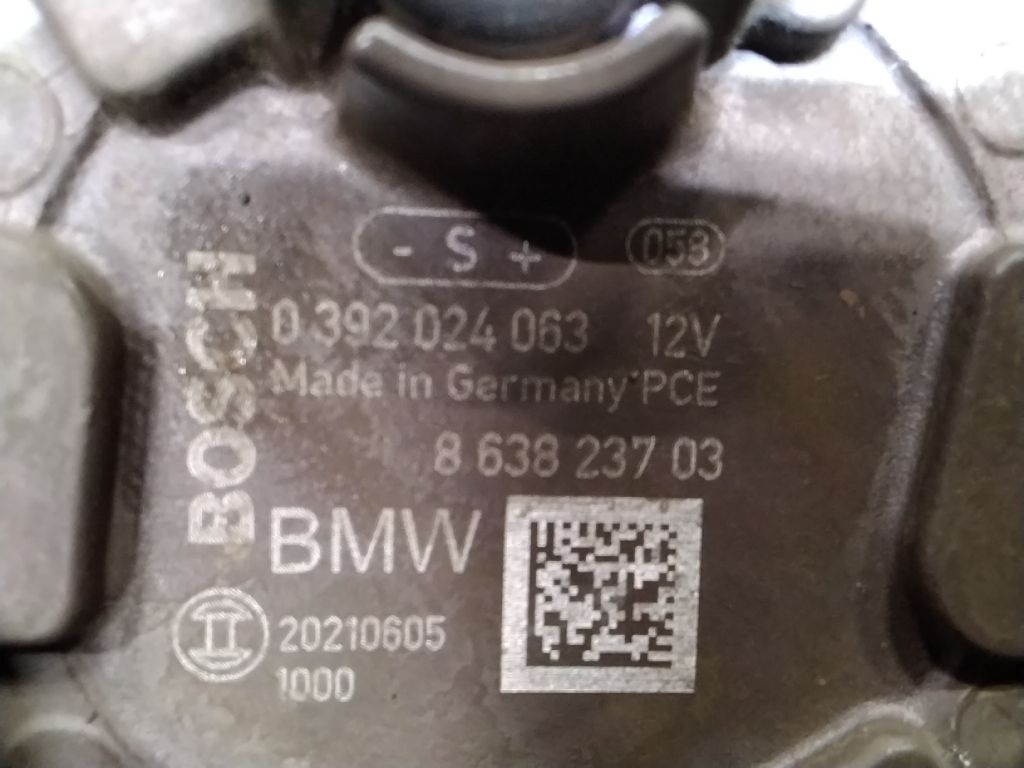 - S +
058
0 392 024 063 12V
Made in Germany PCE
8 638 237 03
BOSCH
BMW
20210605
1000